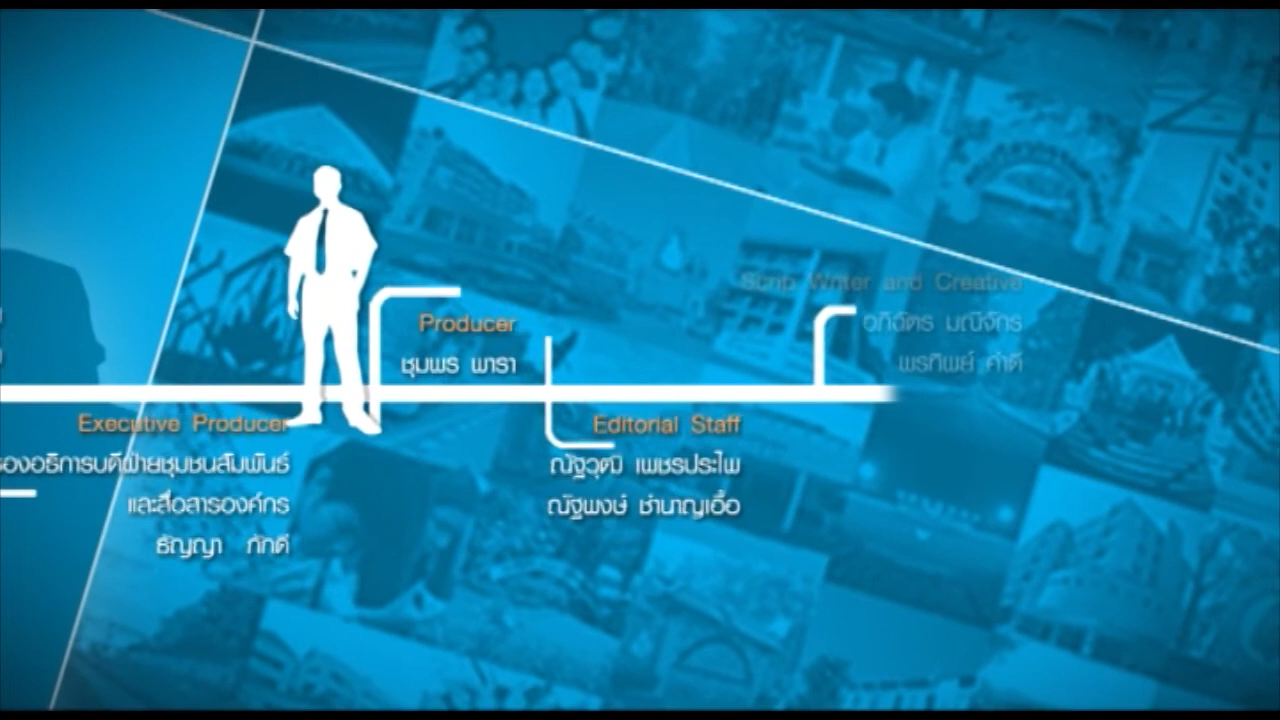 Executive Producer
รองอธิการบดีฝ่ายชุมชนสัมพันธ์
และสื่อสารองค์กร
ธัญญา ภักดี
Producer
ชุมพร พารา
Editorial Staff
ณัฐวุฒิ เพชรประไพ
ณัฐพงษ์ ชำนาญเอื้อ
Scrip Writer and Creative
อภิฉัตร มณีจักร
พรทิพย์ คำดี